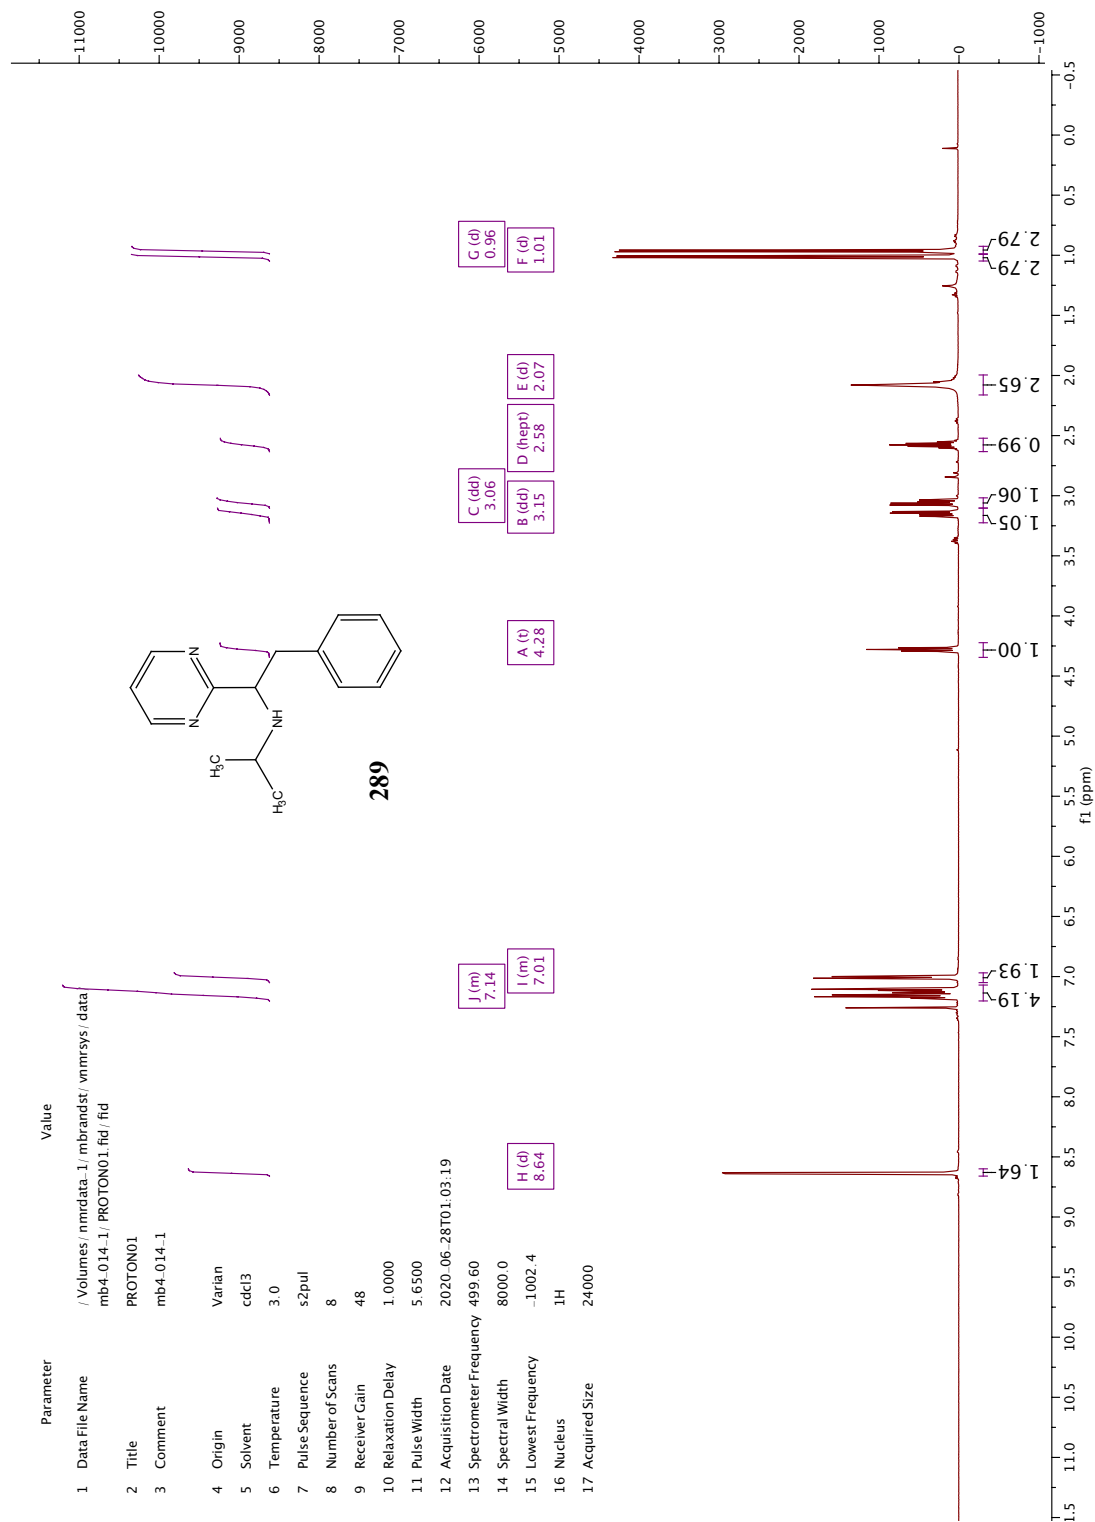 Parameter Value
1 Data File Name / Volumes/ nmrdata_1/ mbrandst/ vnmrsys/ data
mb4-014-1/ PROTON01.fid/ fid
2 Title PROTON01
3 Comment mb4-014-1
4 Origin Varian
5 Solvent cdcl3
6 Temperature 3.0
7 Pulse Sequence s2pul
8 Number of Scans 8
9 Receiver Gain 48
10 Relaxation Delay 1.0000
11 Pulse Width 5.6500
12 Acquisition Date 2020-06-28T01:03:19
13 Spectrometer Frequency 499.60
14 Spectral Width 8000.0
15 Lowest Frequency -1002.4
16 Nucleus 1H
17 Acquired Size 24000
N
N
NH
H3C
H3C
289
J (m)
7.14
C (dd)
3.06
G (d)
0.96
H (d)
8.64
I (m)
7.01
A (t)
4.28
B (dd)
3.15
D (hept)
2.58
E (d)
2.07
F (d)
1.01
11000
10000
9000
8000
7000
6000
5000
4000
3000
2000
1000
0
-1000
1.64
4.19
1.93
1.00
1.05
1.06
0.99
2.65
2.79
2.79
1.5 11.0 10.5 10.0 9.5 9.0 8.5 8.0 7.5 7.0 6.5 6.0 5.5 5.0 4.5 4.0 3.5 3.0 2.5 2.0 1.5 1.0 0.5 0.0 -0.5
f1 (ppm)